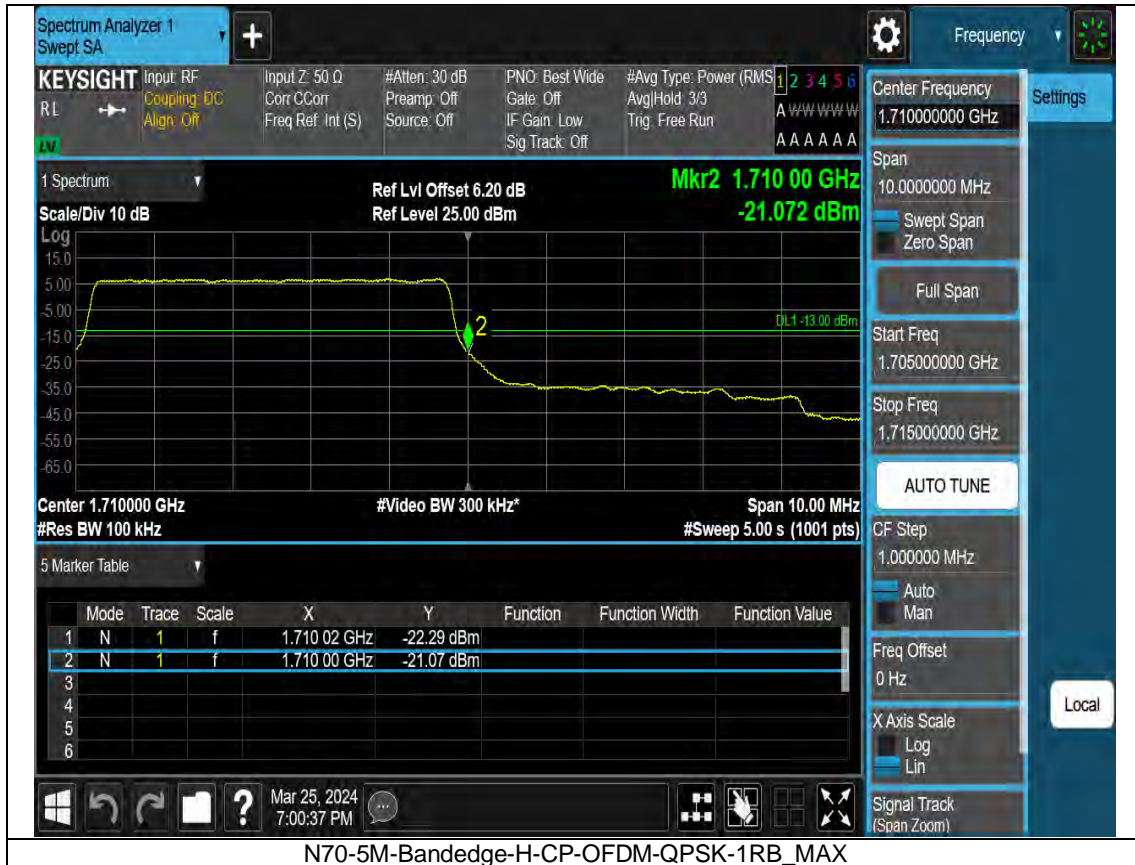 Spectrum Analyzer 1
Swept SA
+
Frequency
KEYSIGHT
RL
Input: RF
Coupling: DC
Align: Off
Input Z: 50 Ω
Corr CCorr
Freq Ref: Int (S)
#Atten: 30 dB
Preamp: Off
Source: Off
PNO: Best Wide
Gate: Off
IF Gain: Low
Sig Track: Off
#Avg Type: Power (RMS
Avg|Hold: 3/3
Trig: Free Run
1 2 3 4 5 6
A W W W W W
A A A A A A
1 Spectrum
Ref Lvl Offset 6.20 dB
Mkr2 1.710 00 GHz
Scale/Div 10 dB
Ref Level 25.00 dBm
-21.072 dBm
Log
15.0
5.00
-5.00
-15.0
-25.0
-35.0
-45.0
-55.0
-65.0
2
DL1 -13.00 dBm
Center 1.710000 GHz
#Video BW 300 kHz*
Span 10.00 MHz
#Res BW 100 kHz
#Sweep 5.00 s (1001 pts)
5 Marker Table
Mode Trace Scale X Y Function Function Width Function Value
1 N 1 f 1.710 02 GHz -22.29 dBm
2 N 1 f 1.710 00 GHz -21.07 dBm
3
4
5
6
?
Mar 25, 2024
7:00:37 PM
Center Frequency
1.710000000 GHz
Settings
Span
10.0000000 MHz
Swept Span
Zero Span
Full Span
Start Freq
1.705000000 GHz
Stop Freq
1.715000000 GHz
AUTO TUNE
CF Step
1.000000 MHz
Auto
Man
Freq Offset
0 Hz
Local
X Axis Scale
Log
Lin
Signal Track
(Span Zoom)
N70-5M-Bandedge-H-CP-OFDM-QPSK-1RB_MAX